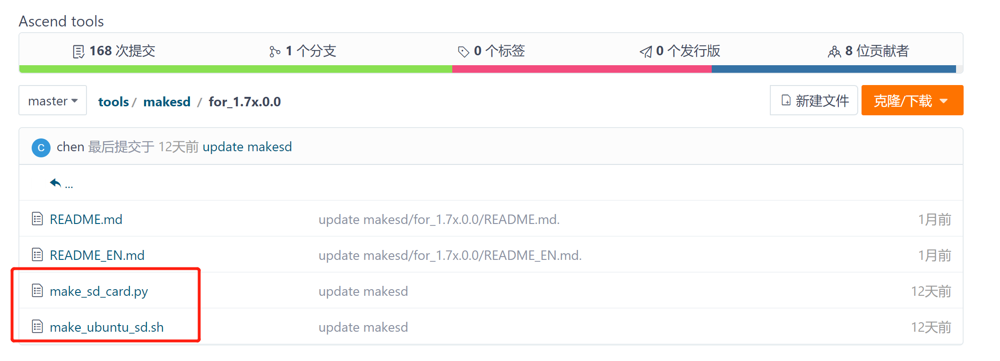 Ascend tools
168 次提交 1 个分支 0 个标签 0 个发行版 8 位贡献者
master tools / makesd / for_1.7x.0.0 新建文件 克隆/下载
C chen 最后提交于 12天前 update makesd
...
README.md update makesd/for_1.7x.0.0/README.md. 1月前
README_EN.md update makesd/for_1.7x.0.0/README_EN.md. 1月前
make_sd_card.py update makesd 12天前
make_ubuntu_sd.sh update makesd 12天前